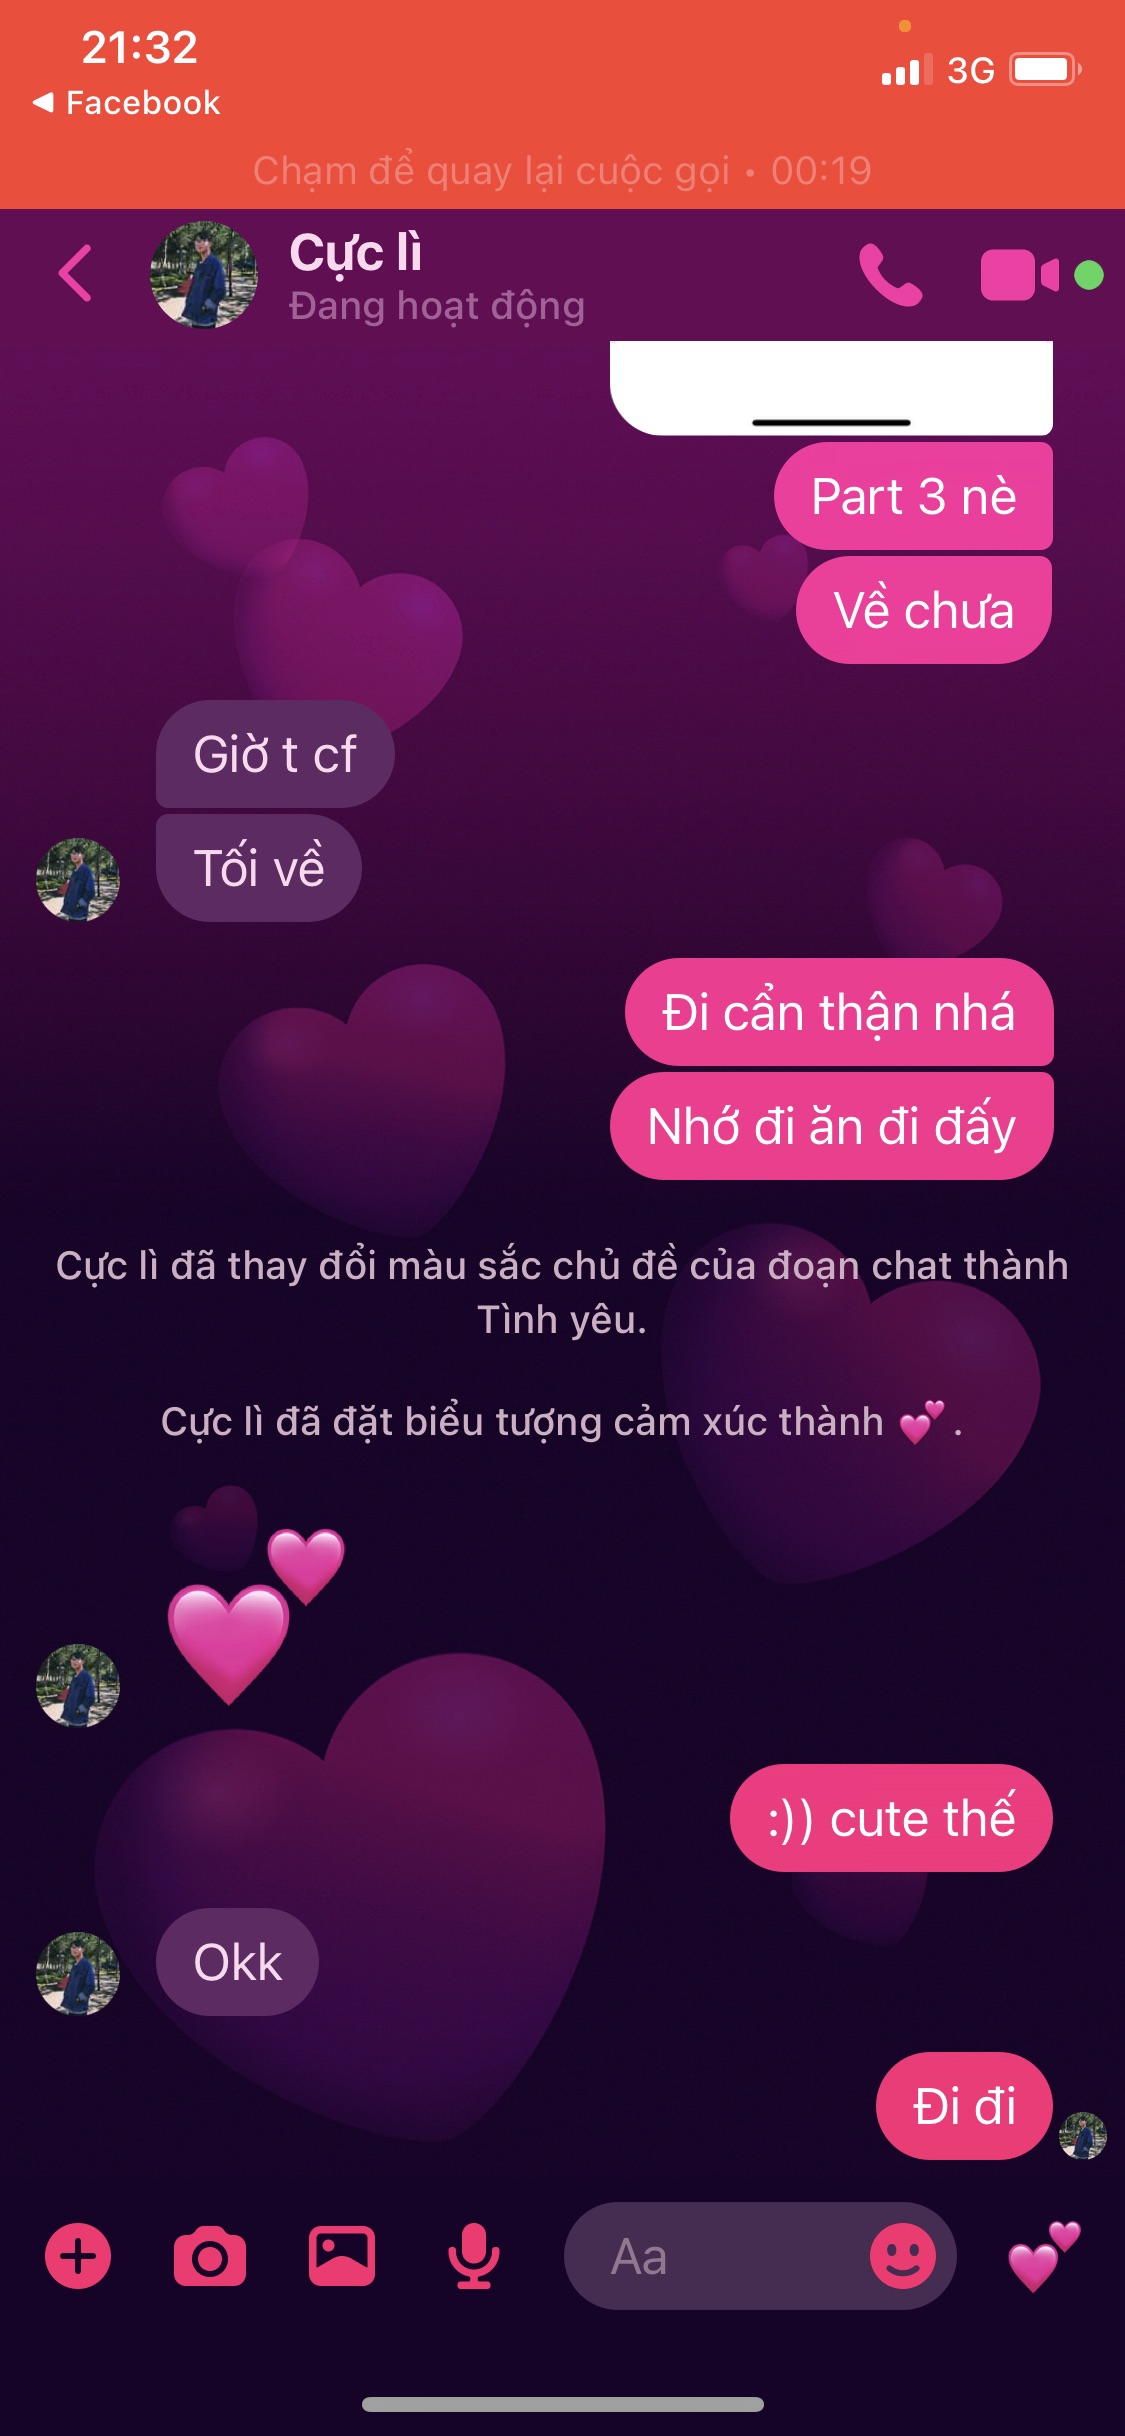 21:32
3G
Facebook
Chạm để quay lại cuộc gọi • 00:19
Cực lì
Đang hoạt động
Part 3 nè
Về chưa
Giờ t cf
Tối về
Đi cẩn thận nhá
Nhớ đi ăn đi đấy
Cực lì đã thay đổi màu sắc chủ đề của đoạn chat thành
Tình yêu.
Cực lì đã đặt biểu tượng cảm xúc thành 💕.
:)) cute thế
Okk
Đi đi
Aa